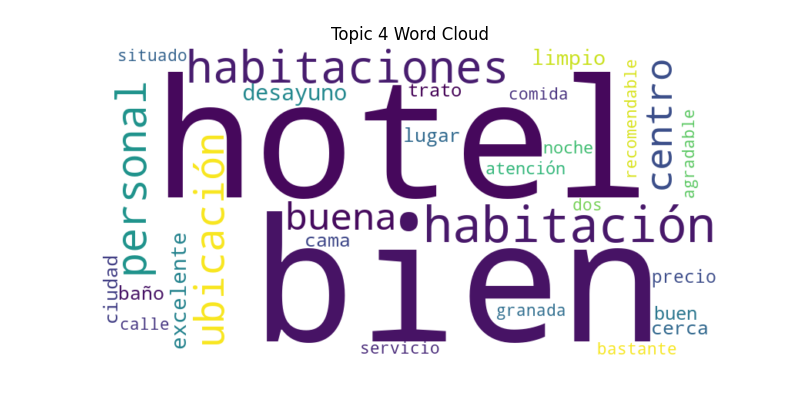 Topic 4 Word Cloud
situado
habitaciones
limpio
desayuno
trato
comida
recomendable
centro
hotel
personal
lugar
noche
atención
agradable
ubicación
dos
buena
habitación
cama
bien
ciudad
baño
excelente
precio
calle
granada
buen
cerca
servicio
bastante